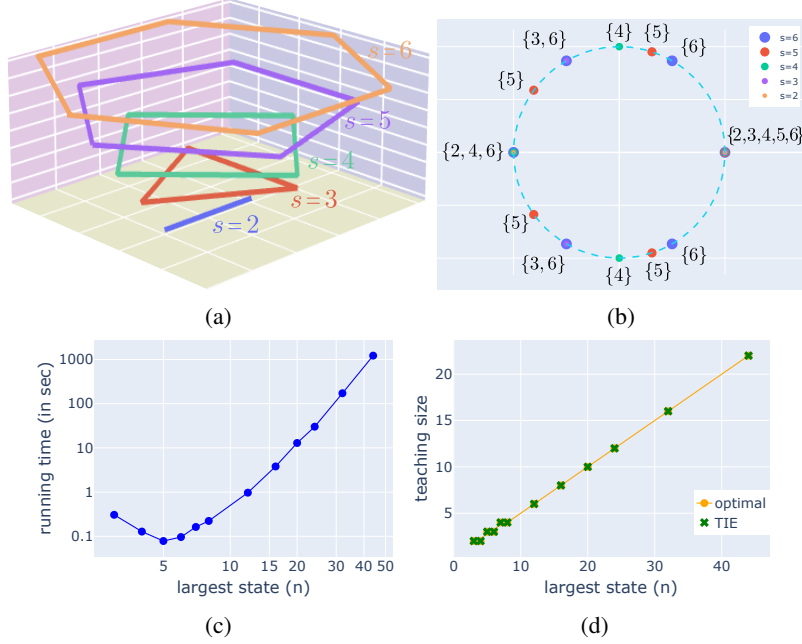 s=6
s=5
s=4
s=3
s=2
(a)
{3, 6}
{4}
{5}
{6}
{5}
{2, 4, 6}
{2,3,4,5,6}
{5}
{3, 6}
{4}
{5}
{6}
s=6
s=5
s=4
s=3
s=2
(b)
running time (in sec)
1000
100
10
1
0.1
5
10
15
20
30
40
50
largest state (n)
(c)
teaching size
20
15
10
5
0
10
20
30
40
optimal
TIE
largest state (n)
(d)